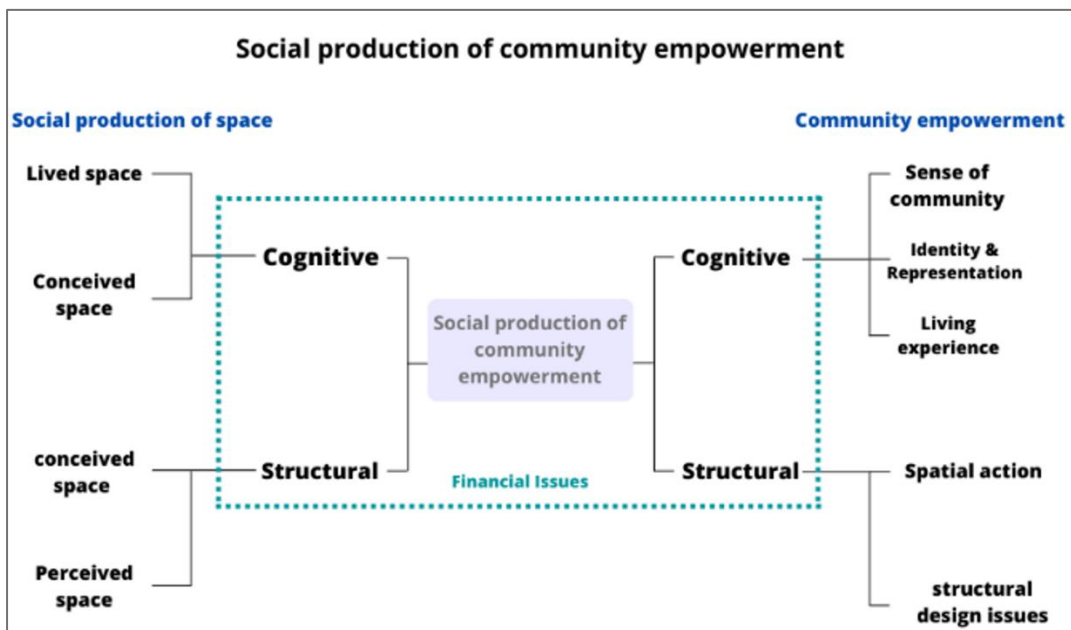 Social production of community empowerment
Social production of space
Community empowerment
Lived space
Conceived
space
conceived
space
Perceived
space
Cognitive
Structural
Social production of
community
empowerment
Financial Issues
Cognitive
Structural
Sense of
community
Identity &
Representation
Living
experience
Spatial action
structural
design issues